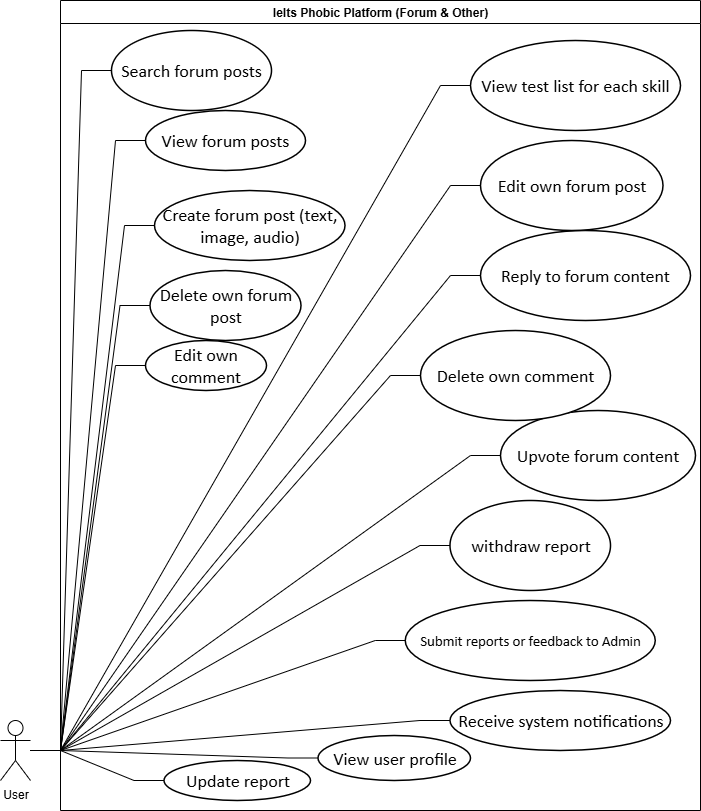 Ielts Phobic Platform (Forum & Other)
Search forum posts
View forum posts
Create forum post (text,
image, audio)
Delete own forum
post
Edit own
comment
View test list for each skill
Edit own forum post
Reply to forum content
Delete own comment
Upvote forum content
withdraw report
Submit reports or feedback to Admin
Receive system notifications
View user profile
Update report
User